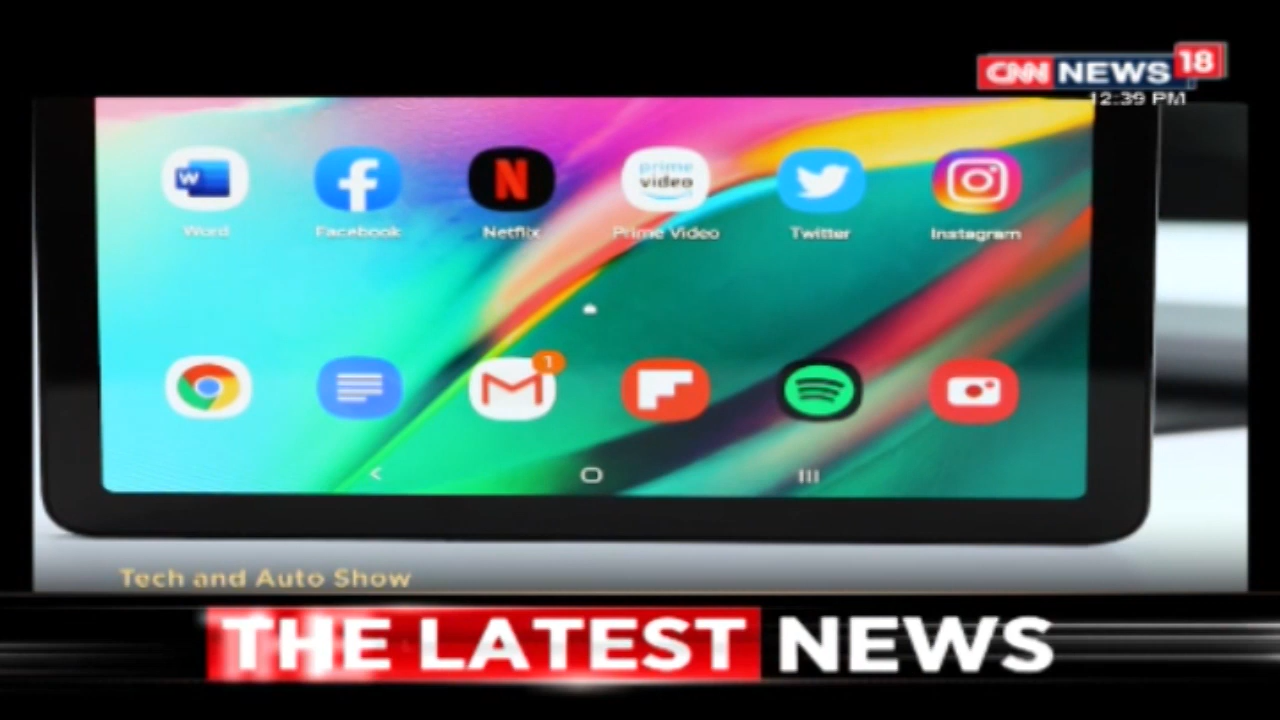 CNN NEWS 18
12:39 PM
W
prime
video
Word
Facebook
Netflix
Prime Video
Twitter
Instagram
1
Tech and Auto Show
THE LATEST NEWS